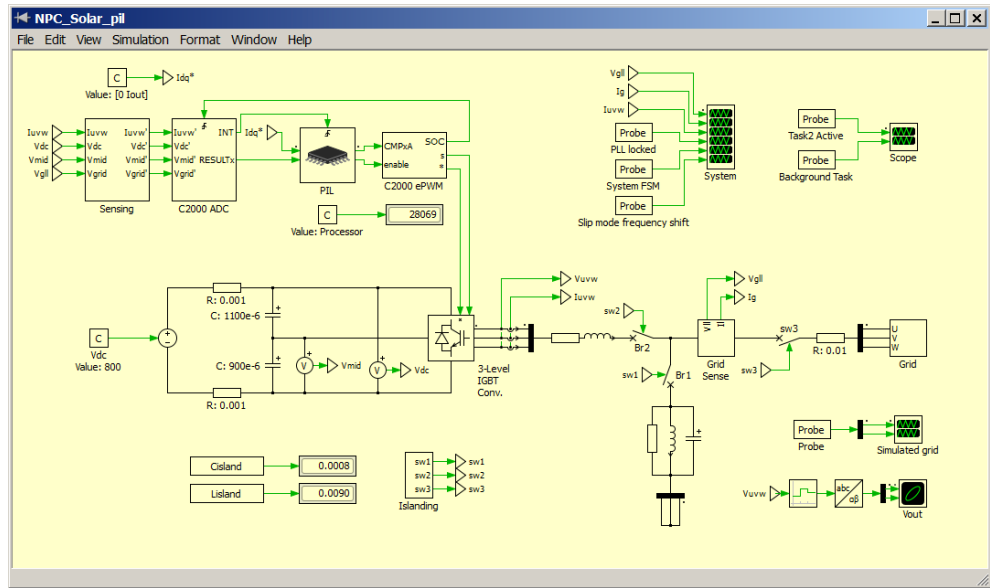 NPC_Solar_pil
File Edit View Simulation Format Window Help
C
Idq*
Value: [0 Iout]
Iuvw
Vdc
Vmid
Vgll
Iuvw Iuvw'
Vdc Vdc'
Vmid Vmid'
Vgrid Vgrid'
Sensing
Iuvw' INT
Vdc'
Vmid' RESULTx
Vgrid'
C2000 ADC
Idq*
PIL
SOC
CMPxA
s
enable
*
C2000 ePWM
C
28069
Value: Processor
Vgll
Ig
Iuvw
Probe
PLL locked
Probe
System FSM
Probe
Slip mode frequency shift
System
Probe
Task2 Active
Probe
Background Task
Scope
R: 0.001
C: 1100e-6
C
Vdc
Value: 800
C: 900e-6
V
Vmid
V
Vdc
R: 0.001
3-Level
IGBT
Conv.
Vuvw
Iuvw
sw2
Br2
sw1
Br1
Vgll
Ig
Grid
Sense
sw3
sw3
R: 0.01
U
V
W
Grid
Cisland
0.0008
Lisland
0.0090
sw1 sw1
sw2 sw2
sw3 sw3
Islanding
Probe
Probe
Simulated grid
Vuvw
abc
αβ
Vout